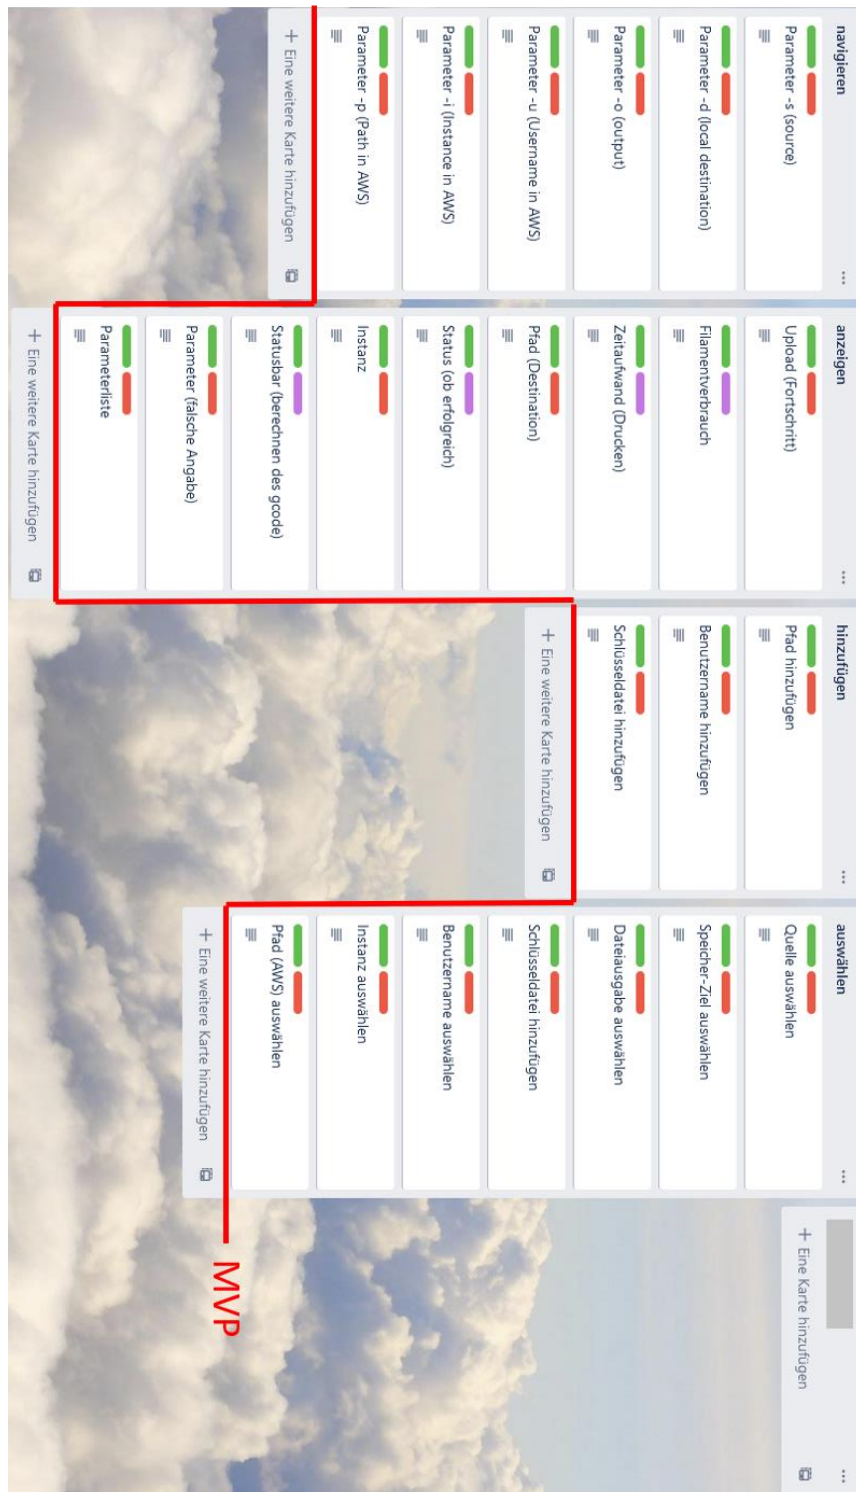 navigieren
Parameter -s (source)
Parameter -d (local destination)
Parameter -o (output)
Parameter -u (Username in AWS)
Parameter -i (Instance in AWS)
Parameter -p (Path in AWS)
+ Eine weitere Karte hinzufügen
anzeigen
Upload (Fortschritt)
Filamentverbrauch
Zeitaufwand (Drucken)
Pfad (Destination)
Status (ob erfolgreich)
Instanz
Statusbar (berechnen des gcode)
Parameter (falsche Angabe)
Parameterliste
+ Eine weitere Karte hinzufügen
hinzufügen
Pfad hinzufügen
Benutzername hinzufügen
Schlüsseldatei hinzufügen
+ Eine weitere Karte hinzufügen
auswählen
Quelle auswählen
Speicher-Ziel auswählen
Dateiausgabe auswählen
Schlüsseldatei hinzufügen
Benutzername auswählen
Instanz auswählen
Pfad (AWS) auswählen
+ Eine weitere Karte hinzufügen
MVP
+ Eine Karte hinzufügen